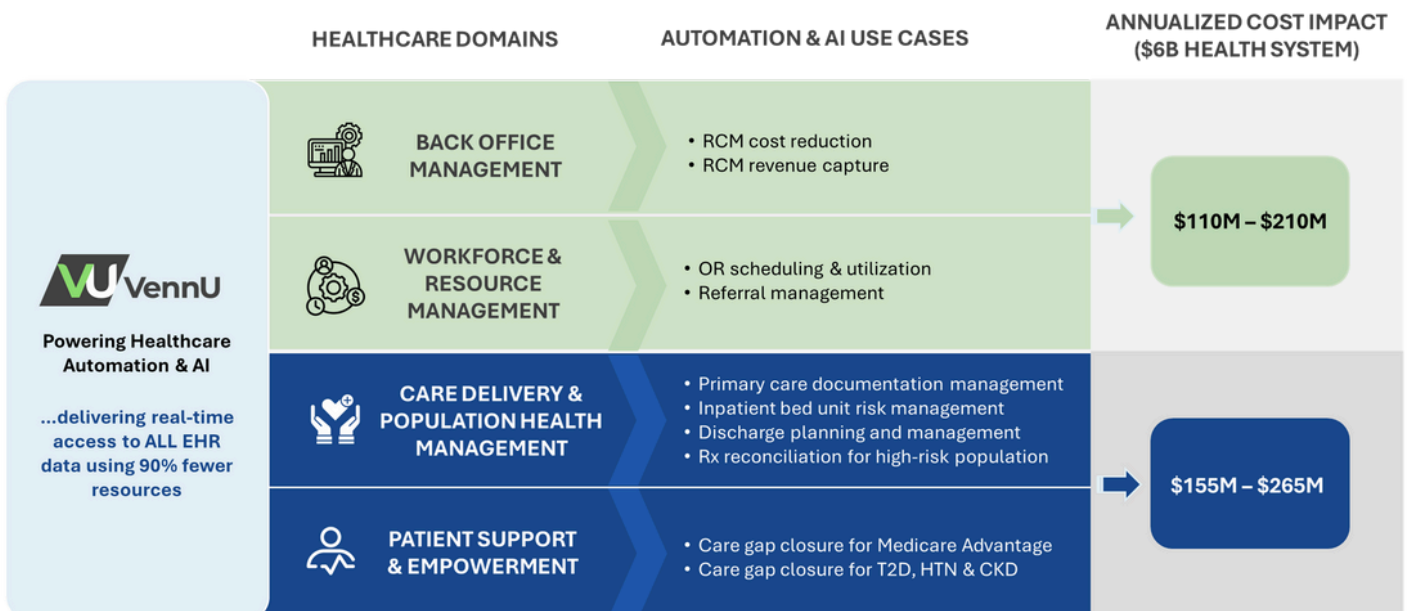 HEALTHCARE DOMAINS
AUTOMATION & AI USE CASES
ANNUALIZED COST IMPACT
($6B HEALTH SYSTEM)
VU VennU
Powering Healthcare
Automation & AI
...delivering real-time
access to ALL EHR
data using 90% fewer
resources
BACK OFFICE
MANAGEMENT
• RCM cost reduction
• RCM revenue capture
WORKFORCE &
RESOURCE
MANAGEMENT
• OR scheduling & utilization
• Referral management
$110M – $210M
CARE DELIVERY &
POPULATION HEALTH
MANAGEMENT
• Primary care documentation management
• Inpatient bed unit risk management
• Discharge planning and management
• Rx reconciliation for high-risk population
PATIENT SUPPORT
& EMPOWERMENT
• Care gap closure for Medicare Advantage
• Care gap closure for T2D, HTN & CKD
$155M – $265M